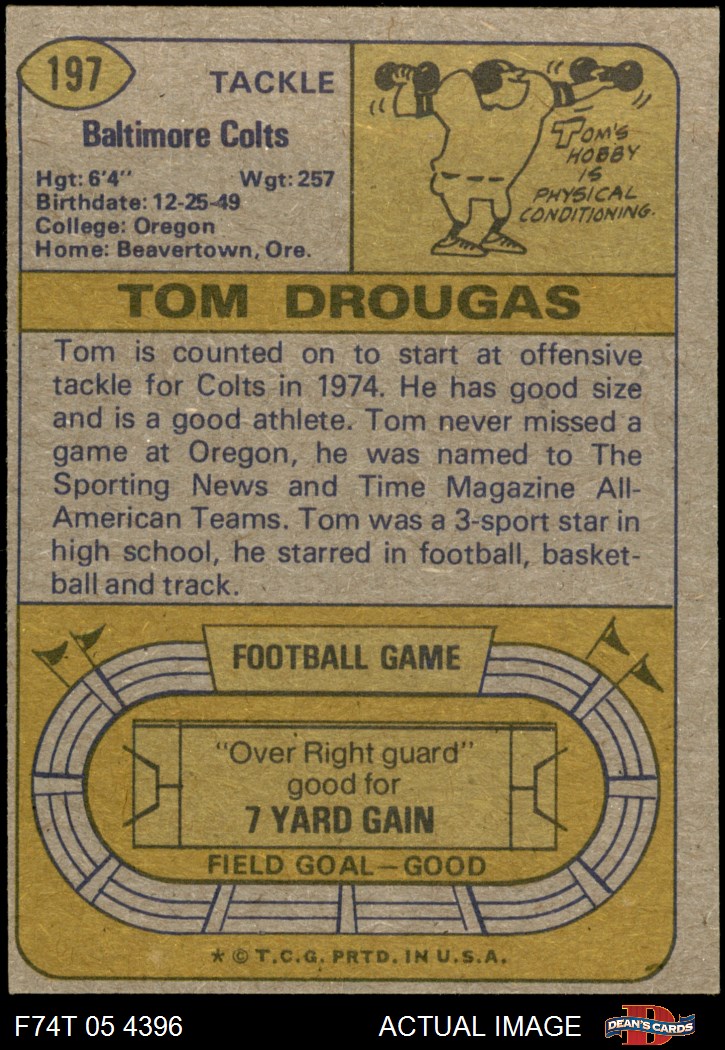 197
TACKLE
Baltimore Colts
Hgt: 6'4" Wgt: 257
Birthdate: 12-25-49
College: Oregon
Home: Beavertown, Ore.
TOM'S
HOBBY
IS
PHYSICAL
CONDITIONING.
TOM DROUGAS
Tom is counted on to start at offensive
tackle for Colts in 1974. He has good size
and is a good athlete. Tom never missed a
game at Oregon, he was named to The
Sporting News and Time Magazine All-
American Teams. Tom was a 3-sport star in
high school, he starred in football, basket-
ball and track.
FOOTBALL GAME
"Over Right guard"
good for
7 YARD GAIN
FIELD GOAL—GOOD
* © T.C.G. PRTD. IN U.S.A.
F74T 05 4396 ACTUAL IMAGE
D
DEAN'S CARDS